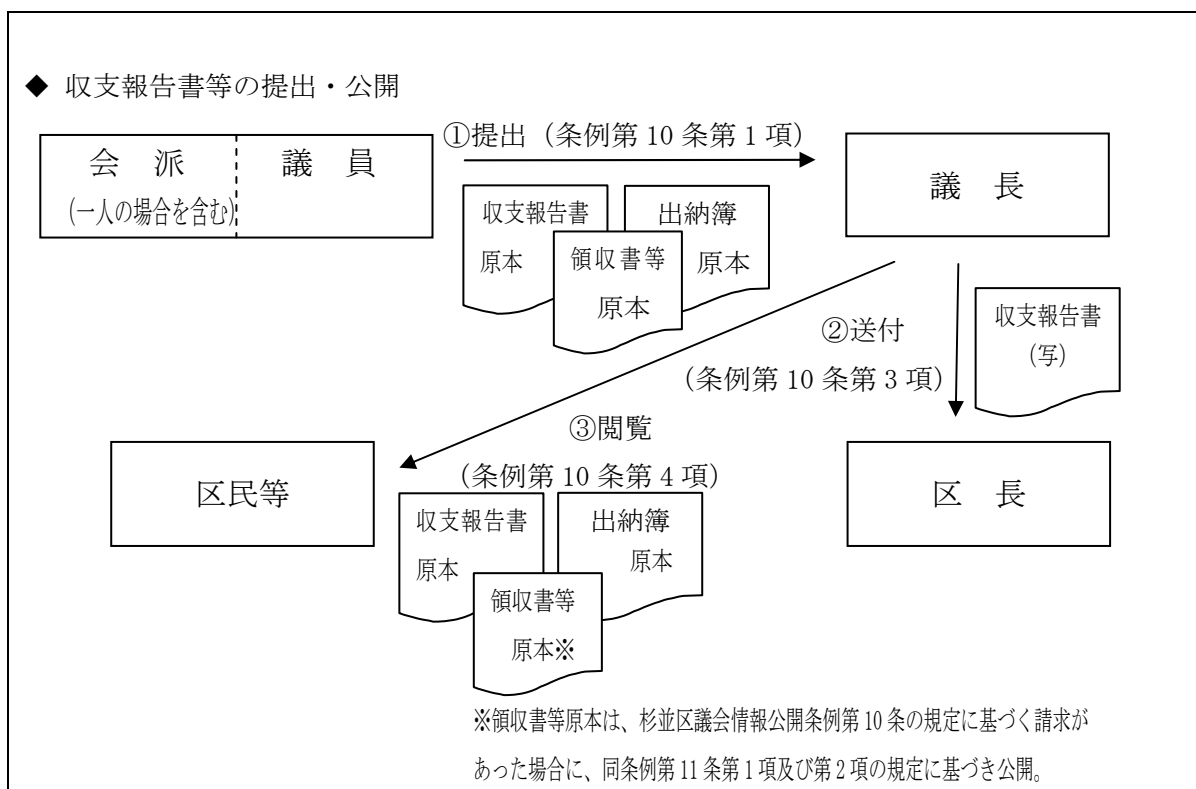 ◆ 収支報告書等の提出・公開
①提出（条例第10条第1項）
会 派 議 員
(一人の場合を含む)
議 長
収支報告書
原本
出納簿
原本
領収書等
原本
②送付
（条例第10条第3項）
収支報告書
(写)
③閲覧
（条例第10条第4項）
区民等
区 長
収支報告書
原本
出納簿
原本
領収書等
原本※
※領収書等原本は、杉並区議会情報公開条例第10条の規定に基づく請求が
あった場合に、同条例第11条第1項及び第2項の規定に基づき公開。